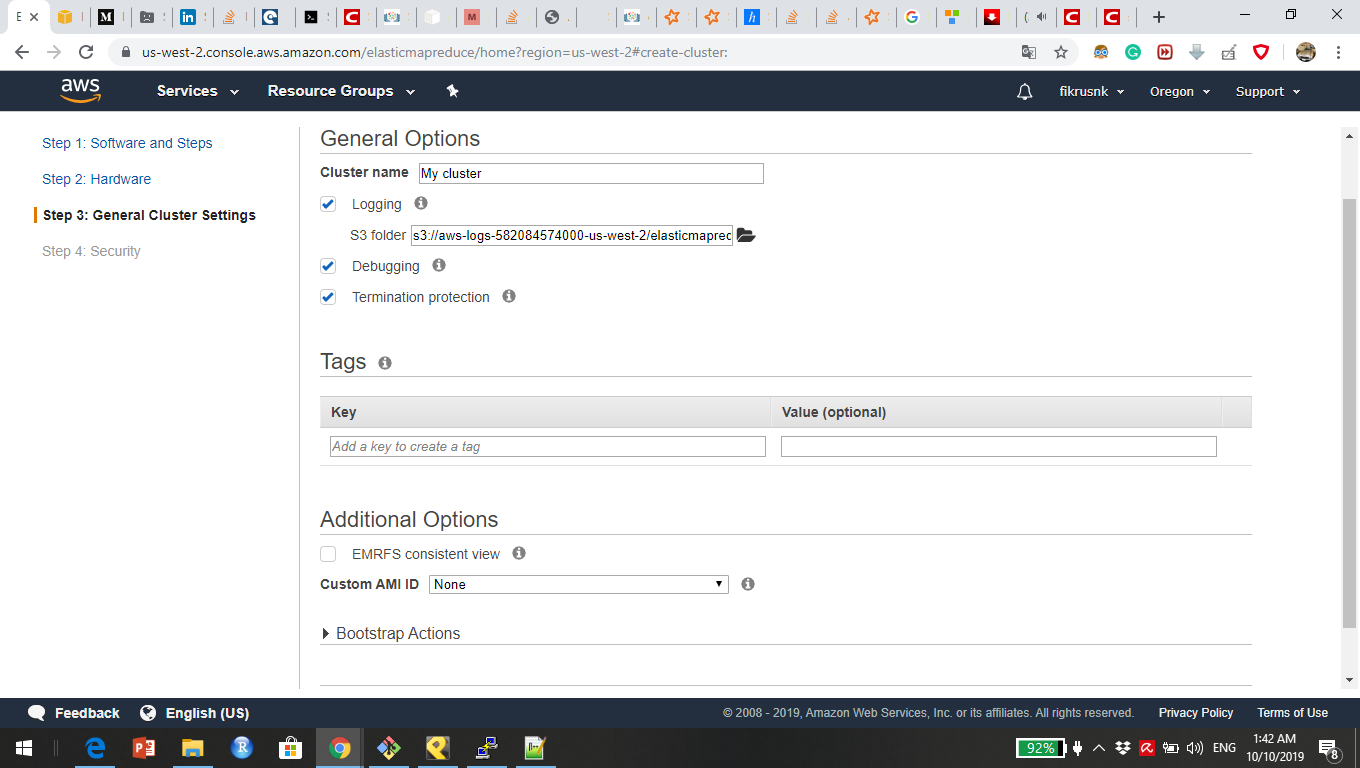 E
us-west-2.console.aws.amazon.com/elasticmapreduce/home?region=us-west-2#create-cluster:
aws Services Resource Groups fikrusnk Oregon Support
Step 1: Software and Steps
Step 2: Hardware
Step 3: General Cluster Settings
Step 4: Security
General Options
Cluster name My cluster
Logging
S3 folder s3://aws-logs-582084574000-us-west-2/elasticmapred
Debugging
Termination protection
Tags
Key Value (optional)
Add a key to create a tag
Additional Options
EMRFS consistent view
Custom AMI ID None
Bootstrap Actions
Feedback English (US) © 2008 - 2019, Amazon Web Services, Inc. or its affiliates. All rights reserved. Privacy Policy Terms of Use
92% ENG 1:42 AM
10/10/2019 8